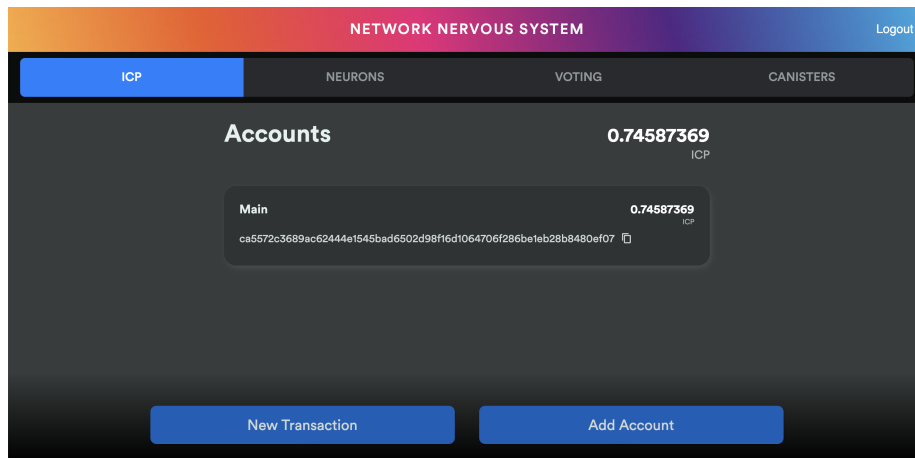 NETWORK NERVOUS SYSTEM
Logout
ICP NEURONS VOTING CANISTERS
Accounts 0.74587369
ICP
Main 0.74587369
ICP
ca5572c3689ac62444e1545bad6502d98f16d1064706f286be1eb28b8480ef07
New Transaction Add Account